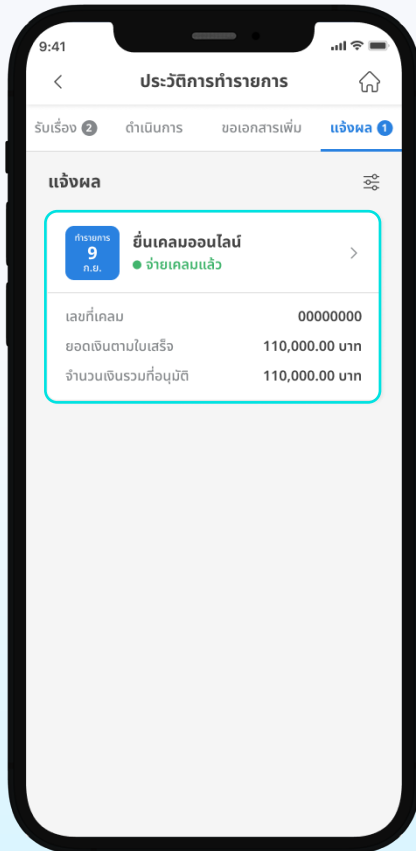 9:41
ประวัติการทำรายการ
รับเรื่อง 2 ดำเนินการ ขอเอกสารเพิ่ม แจ้งผล 1
แจ้งผล
ทำรายการ
9
ก.ย.
ยื่นเคลมออนไลน์
จ่ายเคลมแล้ว
เลขที่เคลม 00000000
ยอดเงินตามใบเสร็จ 110,000.00 บาท
จำนวนเงินรวมที่อนุมัติ 110,000.00 บาท